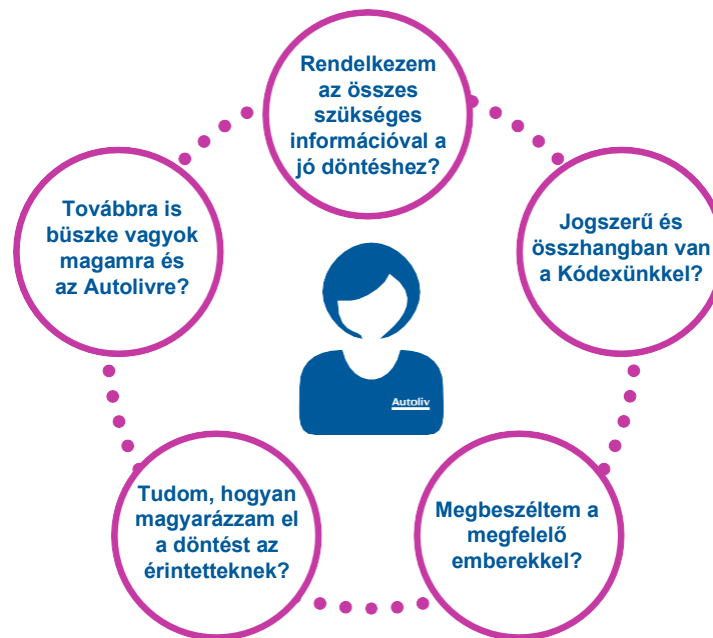 Rendelkezem
az összes
szükséges
információval a
jó döntéshez?
Jogszerű és
összhangban van
a Kódexünkkel?
Megbeszéltem a
megfelelő
emberekkel?
Tudom, hogyan
magyarázzam el
a döntést az
érintetteknek?
Továbbra is
büszke vagyok
magamra és
az Autolivre?
Autoliv